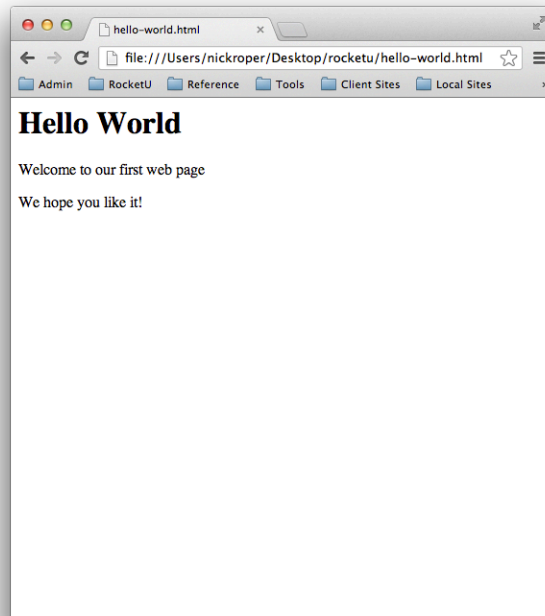 hello-world.html
file:///Users/nickroper/Desktop/rocketu/hello-world.html
Admin RocketU Reference Tools Client Sites Local Sites
Hello World
Welcome to our first web page
We hope you like it!